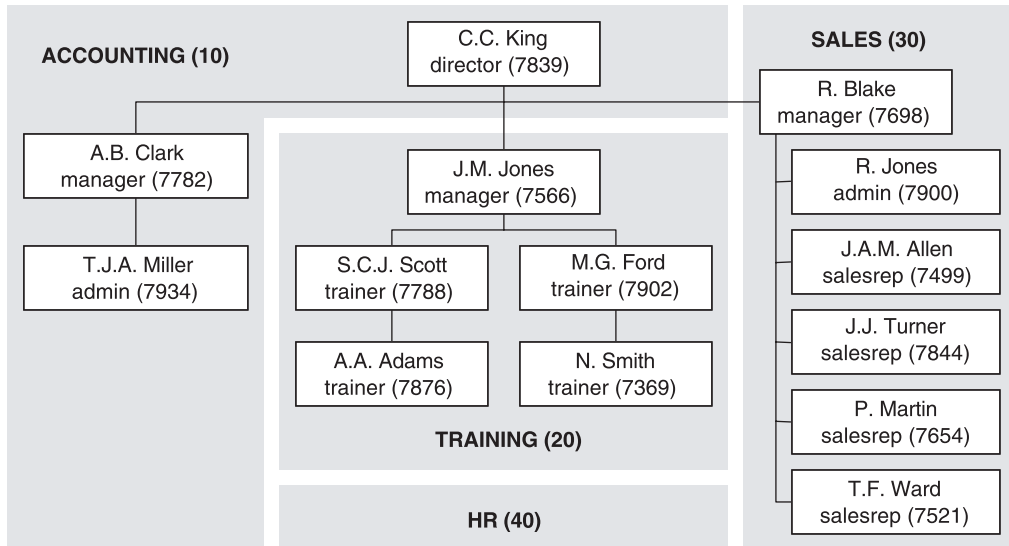 ACCOUNTING (10)
C.C. King
director (7839)
A.B. Clark
manager (7782)
T.J.A. Miller
admin (7934)
J.M. Jones
manager (7566)
S.C.J. Scott
trainer (7788)
M.G. Ford
trainer (7902)
A.A. Adams
trainer (7876)
N. Smith
trainer (7369)
TRAINING (20)
HR (40)
SALES (30)
R. Blake
manager (7698)
R. Jones
admin (7900)
J.A.M. Allen
salesrep (7499)
J.J. Turner
salesrep (7844)
P. Martin
salesrep (7654)
T.F. Ward
salesrep (7521)